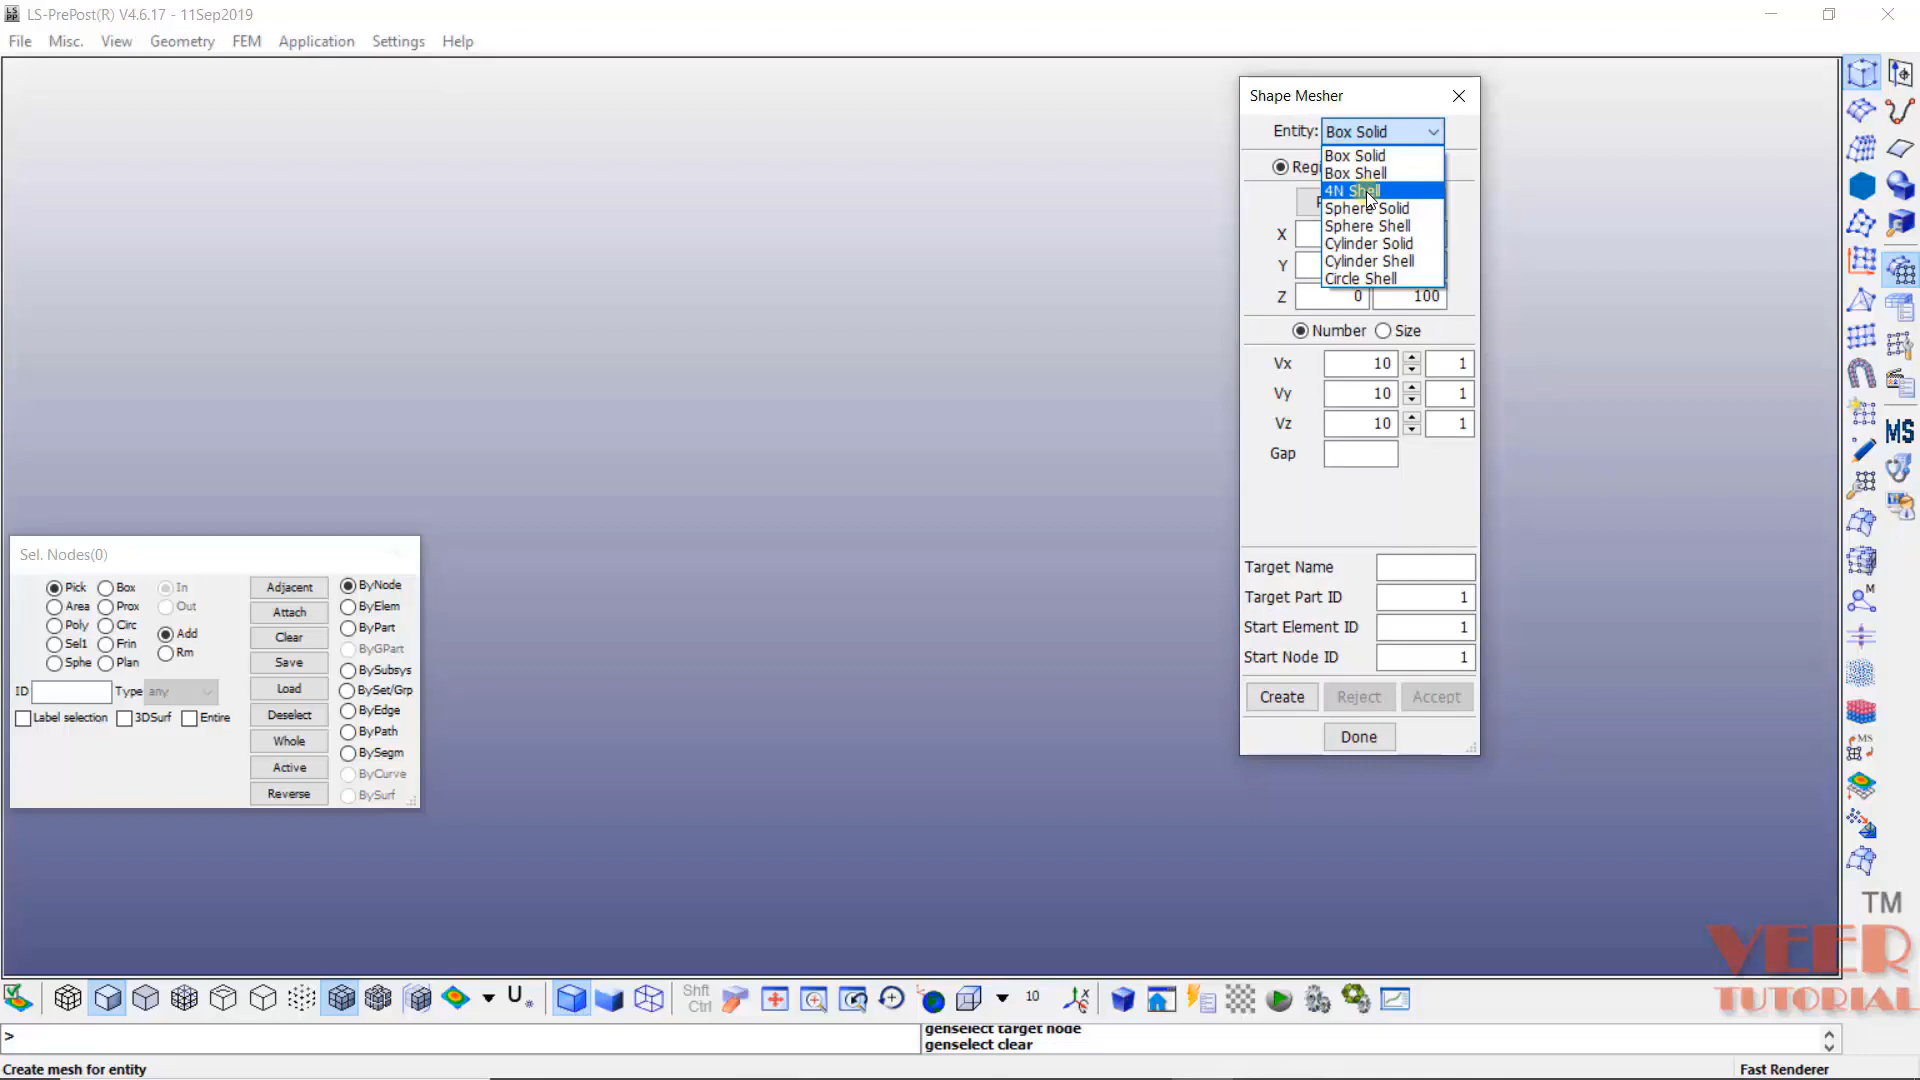 LS-PrePost(R) V4.6.17 - 11Sep2019
File Misc. View Geometry FEM Application Settings Help
Shape Mesher
Entity: Box Solid
Box Solid
Box Shell
4N Shell
Sphere Solid
Sphere Shell
Cylinder Solid
Cylinder Shell
Circle Shell
X
Y
Z 0 100
Number Size
Vx 10 1
Vy 10 1
Vz 10 1
Gap
Target Name
Target Part ID 1
Start Element ID 1
Start Node ID 1
Create Reject Accept
Done
Sel. Nodes(0)
Pick Box In Adjacent ByNode
Area Prox Out Attach ByElem
Poly Circ Add Clear ByPart
Sel1 Frin Rm Save ByGPart
Sphe Plan Load BySubsys
ID Type any Deselect BySet/Grp
Label selection 3DSurf Entire Whole ByEdge
Active ByPath
Reverse BySegm
ByCurve
BySurf
MS
M
MS
TM
VEER
TUTORIAL
Shft
Ctrl
10
>
genselect target node
genselect clear
Create mesh for entity
Fast Renderer